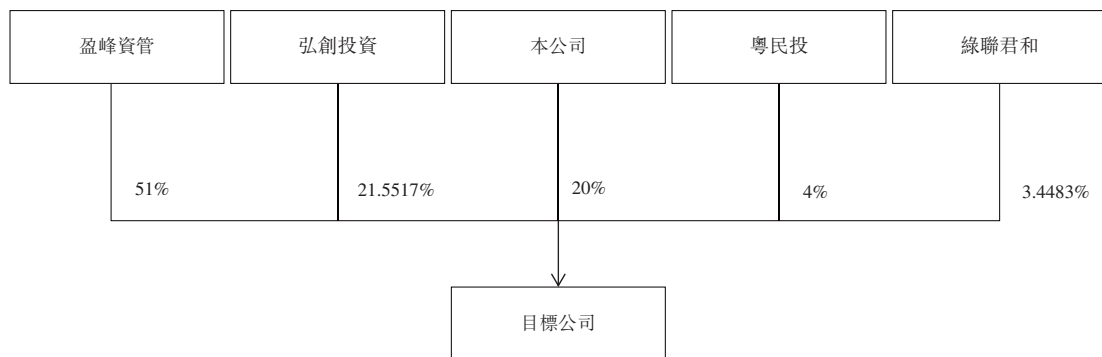 盈峰資管
弘創投資
本公司
粵民投
綠聯君和
51%
21.5517%
20%
4%
3.4483%
目標公司